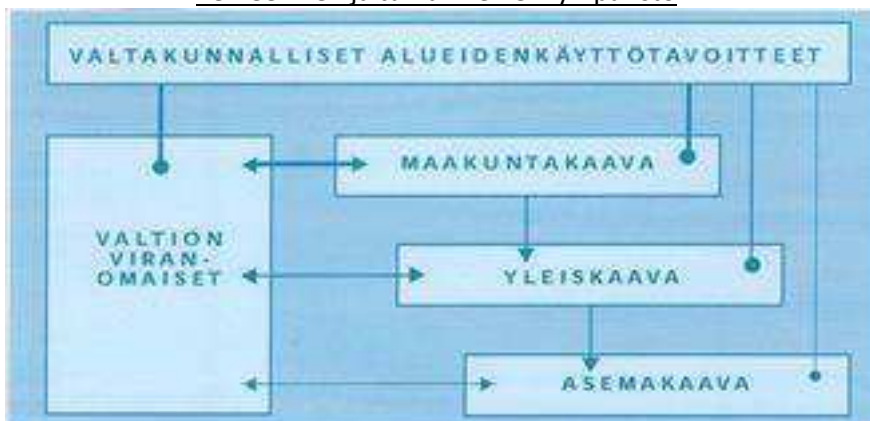 VALTAKUNNALLISET ALUEIDENKÄYTTÖTAVOITTEET
MAAKUNTAKAAVA
VALTION
VIRAN-
OMAISET
YLEISKAAVA
ASEMAKAAVA